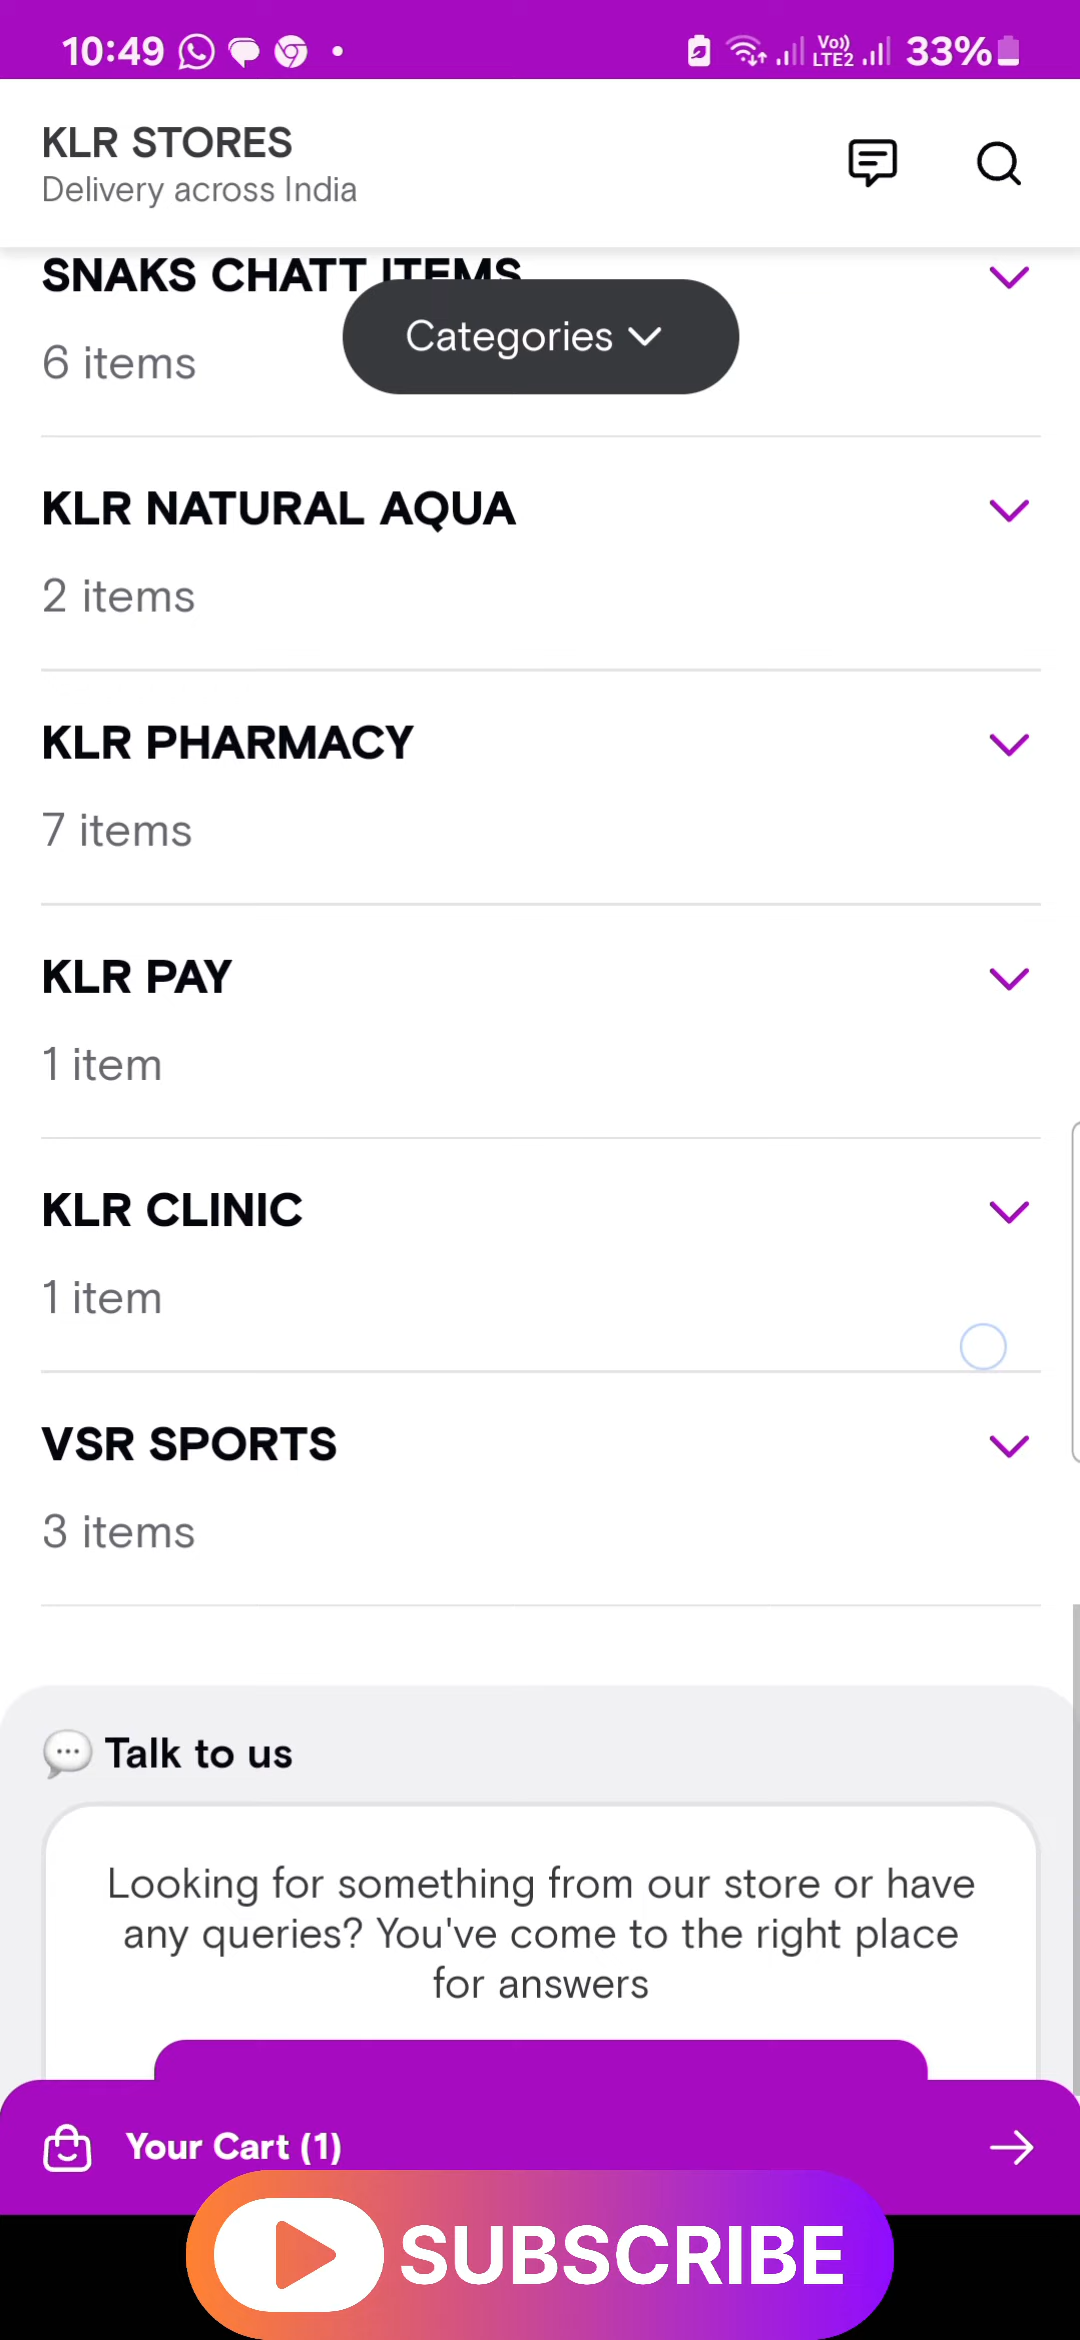 10:49
Vo)) LTE2 33%
KLR STORES
Delivery across India
SNAKS CHATT ITEMS
Categories
6 items
KLR NATURAL AQUA
2 items
KLR PHARMACY
7 items
KLR PAY
1 item
KLR CLINIC
1 item
VSR SPORTS
3 items
Talk to us
Looking for something from our store or have
any queries? You've come to the right place
for answers
Your Cart (1)
SUBSCRIBE